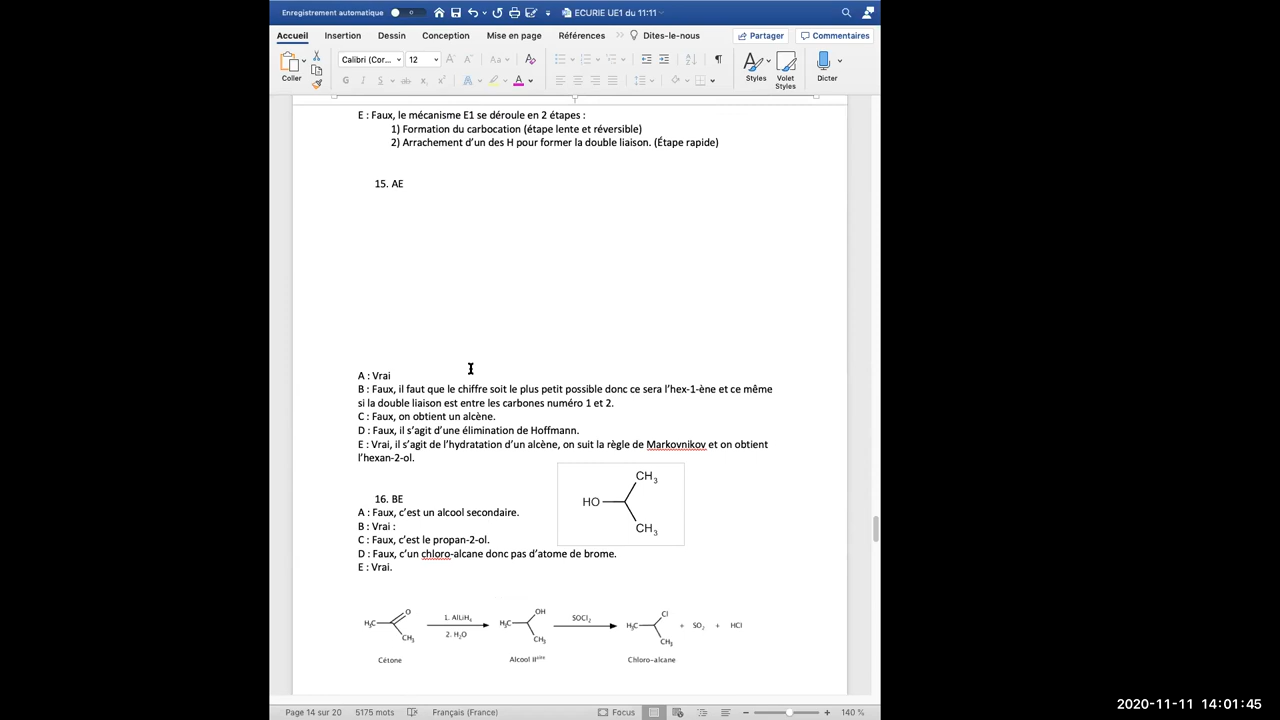 Enregistrement automatique
ECURIE UE1 du 11:11
Accueil Insertion Dessin Conception Mise en page Références Dites-le-nous Partager Commentaires
Calibri (Cor... 12
Coller Styles Volet Styles Dicter
E : Faux, le mécanisme E1 se déroule en 2 étapes :
1) Formation du carbocation (étape lente et réversible)
2) Arrachement d'un des H pour former la double liaison. (Étape rapide)
15. AE
A : Vrai
B : Faux, il faut que le chiffre soit le plus petit possible donc ce sera l'hex-1-ène et ce même
si la double liaison est entre les carbones numéro 1 et 2.
C : Faux, on obtient un alcène.
D : Faux, il s'agit d'une élimination de Hoffmann.
E : Vrai, il s'agit de l'hydratation d'un alcène, on suit la règle de Markovnikov et on obtient
l'hexan-2-ol.
CH3
HO
CH3
16. BE
A : Faux, c'est un alcool secondaire.
B : Vrai :
C : Faux, c'est le propan-2-ol.
D : Faux, c'un chloro-alcane donc pas d'atome de brome.
E : Vrai.
H3C O CH3 1. AlLiH4 2. H2O H3C OH CH3 SOCl2 H3C Cl CH3 + SO2 + HCl
Cétone Alcool IIaire Chloro-alcane
Page 14 sur 20 5175 mots Français (France) Focus 140 %
2020-11-11 14:01:45